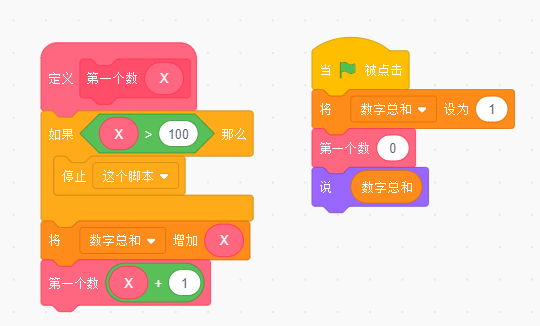 定义 第一个数 X
如果 X > 100 那么
停止 这个脚本
将 数字总和 增加 X
第一个数 X + 1
当 被点击
将 数字总和 设为 1
第一个数 0
说 数字总和